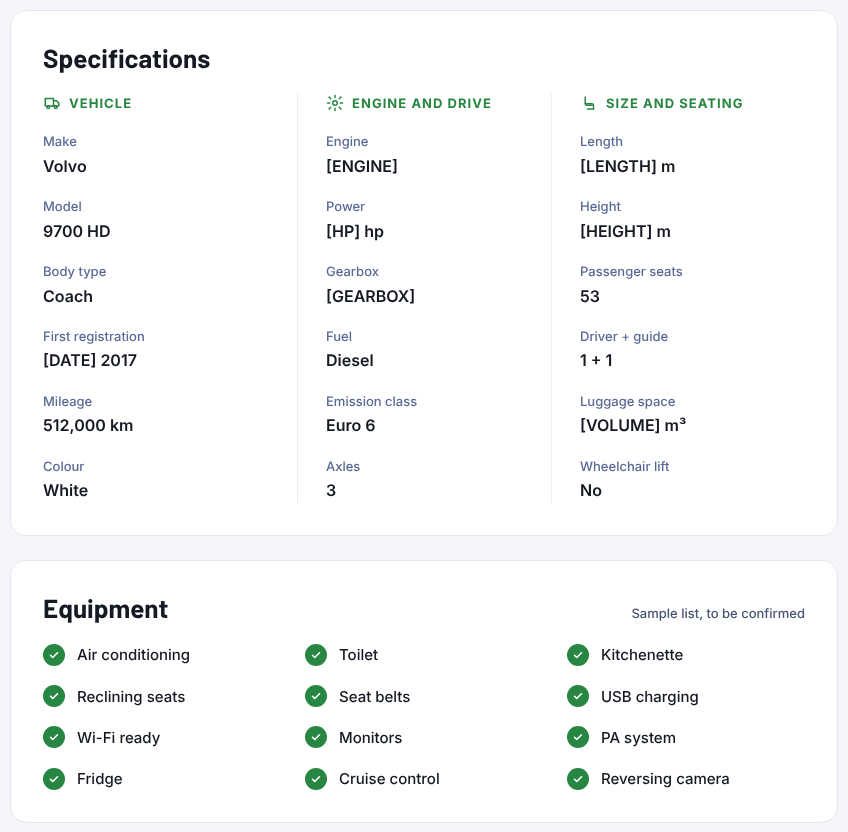 Specifications
VEHICLE
Make
Volvo
Model
9700 HD
Body type
Coach
First registration
[DATE] 2017
Mileage
512,000 km
Colour
White
ENGINE AND DRIVE
Engine
[ENGINE]
Power
[HP] hp
Gearbox
[GEARBOX]
Fuel
Diesel
Emission class
Euro 6
Axles
3
SIZE AND SEATING
Length
[LENGTH] m
Height
[HEIGHT] m
Passenger seats
53
Driver + guide
1 + 1
Luggage space
[VOLUME] m³
Wheelchair lift
No
Equipment
Sample list, to be confirmed
Air conditioning
Toilet
Kitchenette
Reclining seats
Seat belts
USB charging
Wi-Fi ready
Monitors
PA system
Fridge
Cruise control
Reversing camera